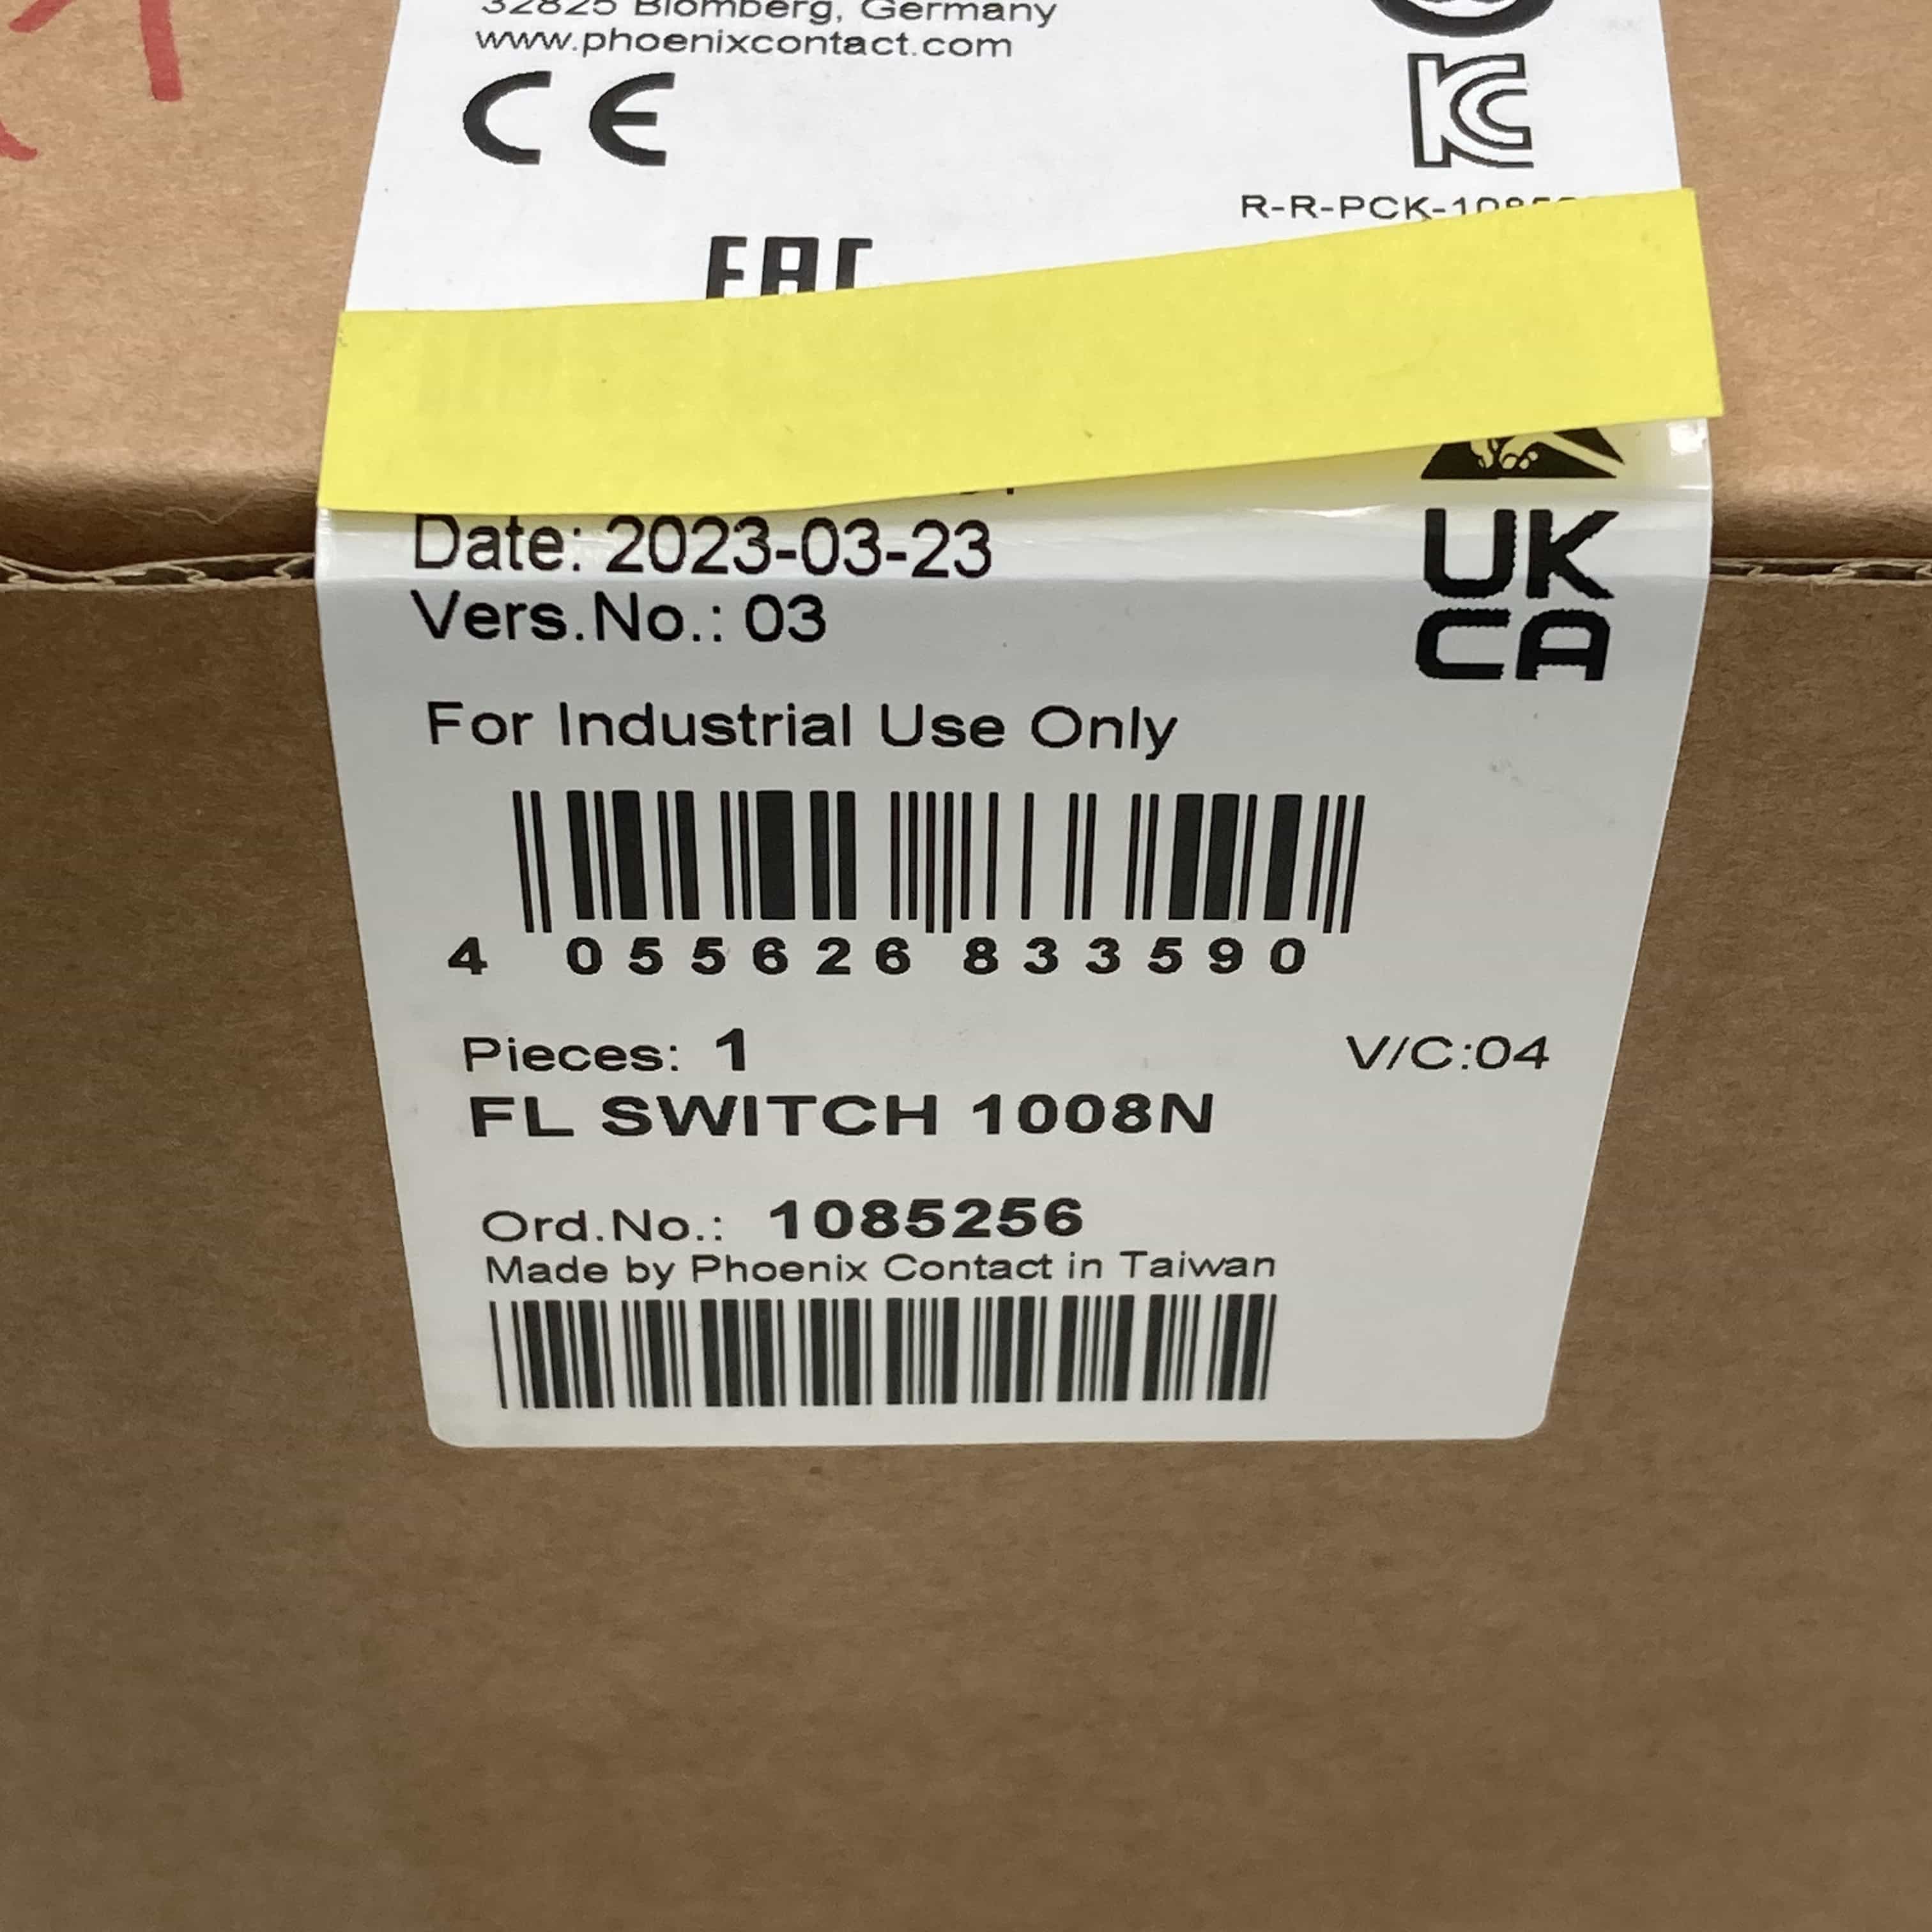 32825 Blomberg, Germany
www.phoenixcontact.com
CE
R-R-PCK-1085256
EAC
Date: 2023-03-23
Vers.No.: 03
UK
CA
For Industrial Use Only
4 055626 833590
Pieces: 1
V/C:04
FL SWITCH 1008N
Ord.No.: 1085256
Made by Phoenix Contact in Taiwan